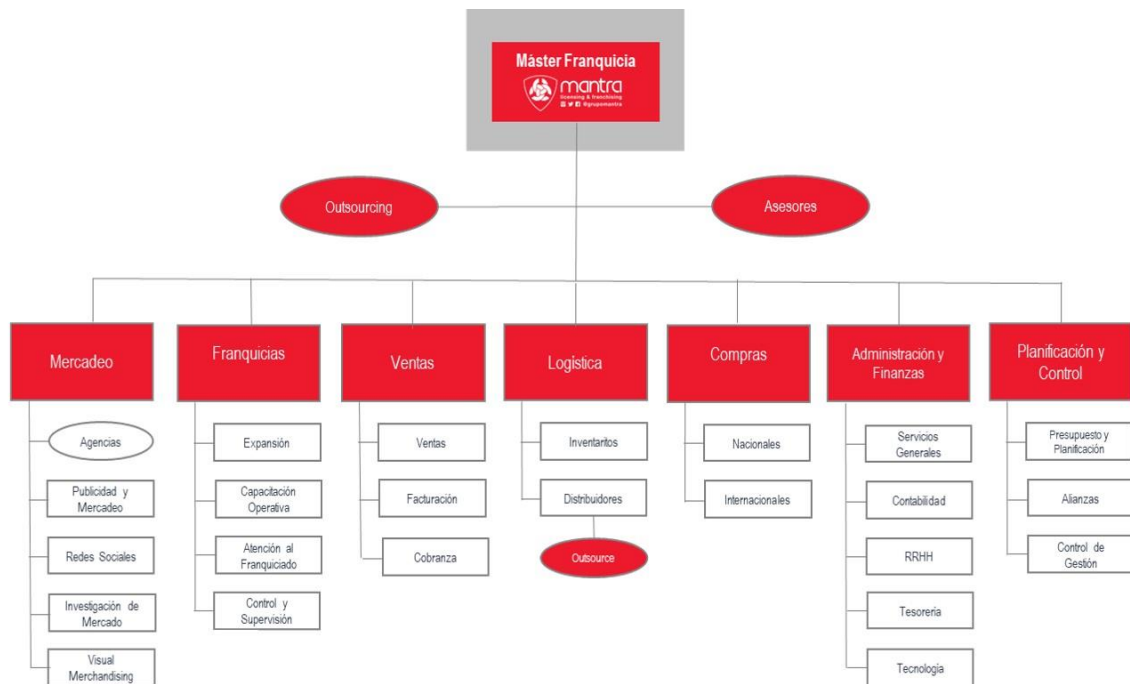 Máster Franquicia
mantra
licensing & franchising
@grupomantra
Outsourcing
Asesores
Mercadeo
Franquicias
Ventas
Logística
Compras
Administración y
Finanzas
Planificación y
Control
Agencias
Publicidad y
Mercadeo
Redes Sociales
Investigación de
Mercado
Visual
Merchandising
Expansión
Capacitación
Operativa
Atención al
Franquiciado
Control y
Supervisión
Ventas
Facturación
Cobranza
Inventaritos
Distribuidores
Outsource
Nacionales
Internacionales
Servicios
Generales
Contabilidad
RRHH
Tesorería
Tecnología
Presupuesto y
Planificación
Alianzas
Control de
Gestión